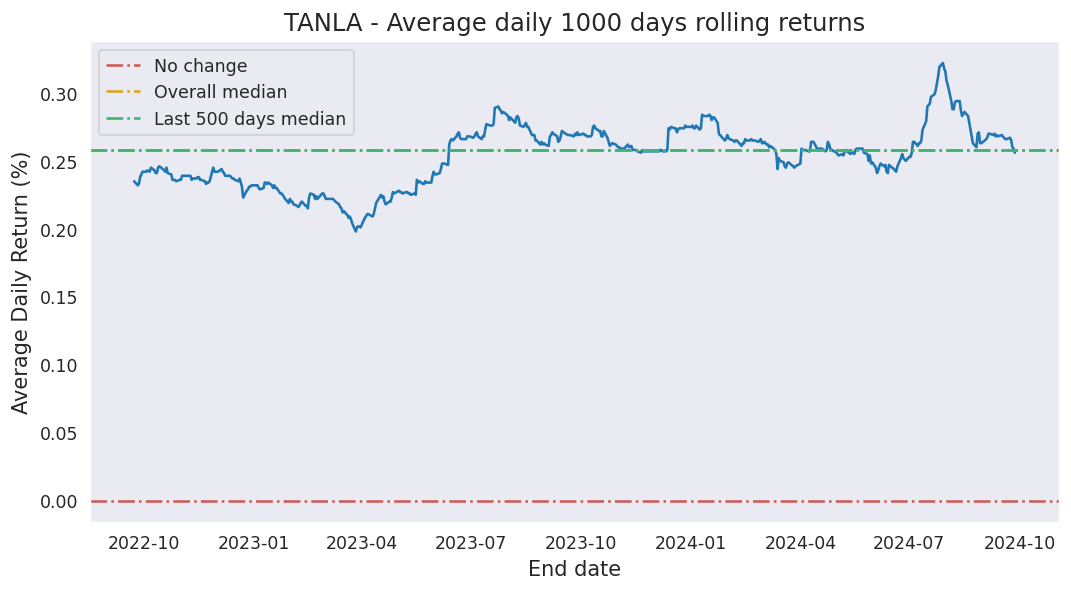 TANLA - Average daily 1000 days rolling returns
No change
Overall median
Last 500 days median
Average Daily Return (%)
0.30
0.25
0.20
0.15
0.10
0.05
0.00
2022-10 2023-01 2023-04 2023-07 2023-10 2024-01 2024-04 2024-07 2024-10
End date